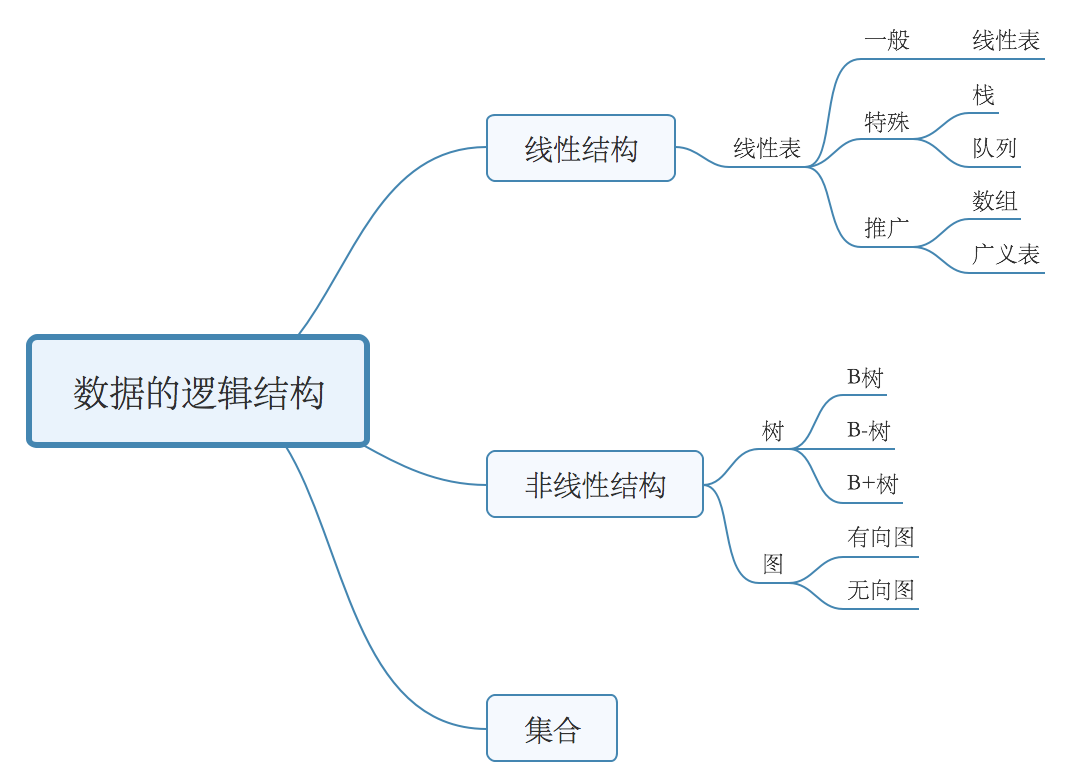 数据的逻辑结构
线性结构
线性表
一般
线性表
特殊
栈
队列
推广
数组
广义表
非线性结构
树
B树
B-树
B+树
图
有向图
无向图
集合